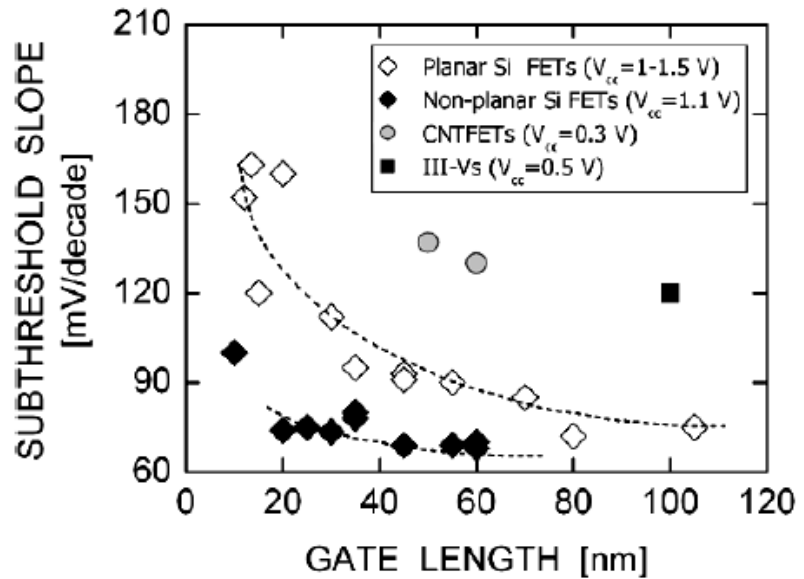 SUBTHRESHOLD SLOPE
[mV/decade]
210
180
150
120
90
60
Planar Si FETs (Vcc=1-1.5 V)
Non-planar Si FETs (Vcc=1.1 V)
CNTFETs (Vcc=0.3 V)
III-Vs (Vcc=0.5 V)
0 20 40 60 80 100 120
GATE LENGTH [nm]